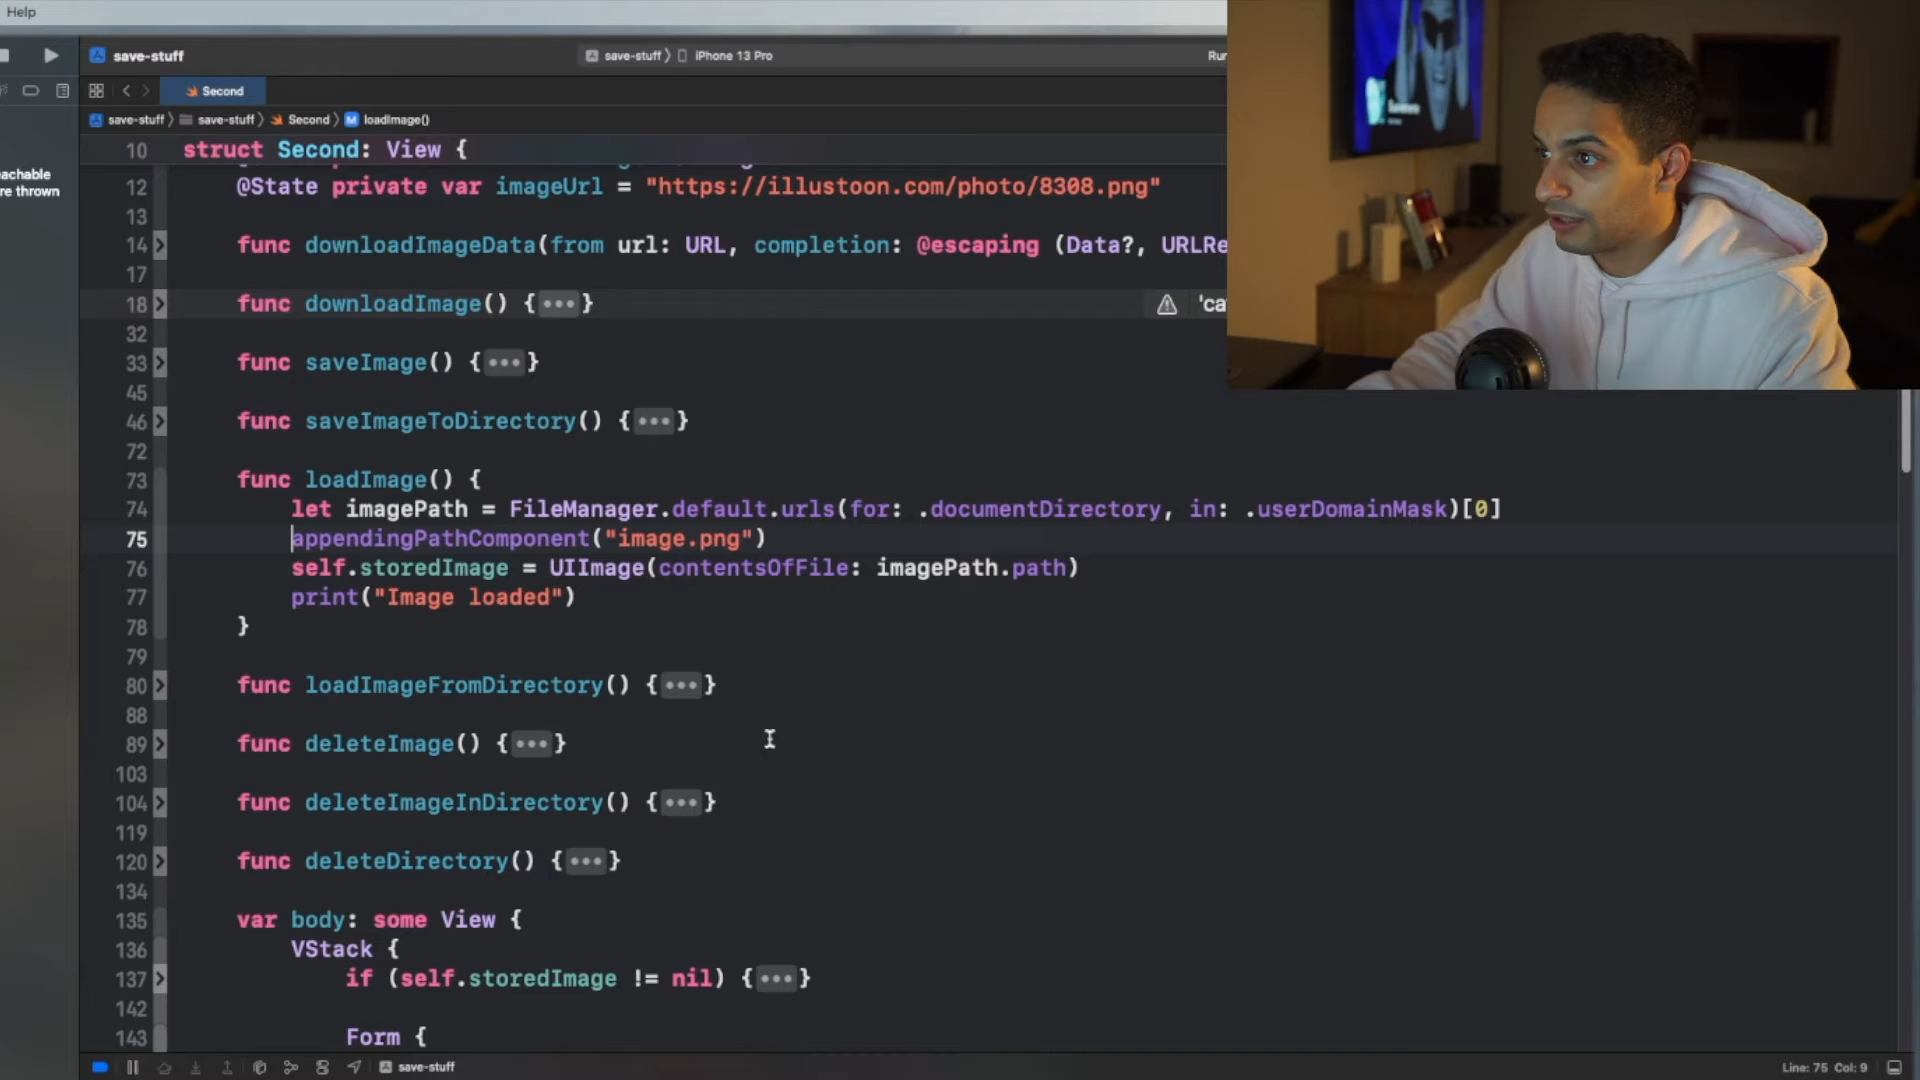 Help
save-stuff
save-stuff 〉 iPhone 13 Pro
Second
save-stuff 〉 save-stuff 〉 Second 〉 M loadImage()
eachable
re thrown
10 struct Second: View {
12 @State private var imageUrl = "https://illustoon.com/photo/8308.png"
13
14 func downloadImageData(from url: URL, completion: @escaping (Data?, URLRe
17
18 func downloadImage() {•••}
'ca
32
33 func saveImage() {•••}
45
46 func saveImageToDirectory() {•••}
72
73 func loadImage() {
74 let imagePath = FileManager.default.urls(for: .documentDirectory, in: .userDomainMask)[0]
75 appendingPathComponent("image.png")
76 self.storedImage = UIImage(contentsOfFile: imagePath.path)
77 print("Image loaded")
78 }
79
80 func loadImageFromDirectory() {•••}
88
89 func deleteImage() {•••}
103
104 func deleteImageInDirectory() {•••}
119
120 func deleteDirectory() {•••}
134
135 var body: some View {
136 VStack {
137 if (self.storedImage != nil) {•••}
142
143 Form {
save-stuff
Line: 75 Col: 9